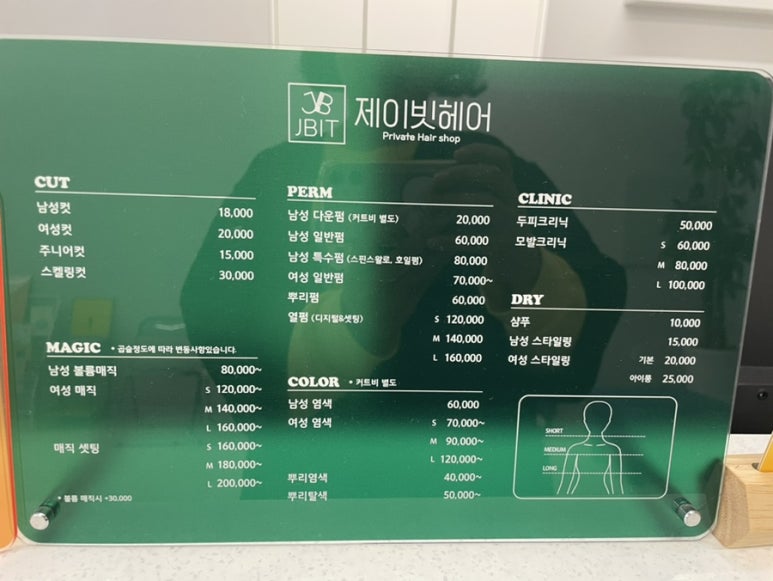 JBIT
제이빗헤어
Private Hair shop
CUT
남성컷 18,000
여성컷 20,000
주니어컷 15,000
스켈링컷 30,000
MAGIC • 곱슬정도에 따라 변동사항있습니다.
남성 볼륨매직 80,000~
여성 매직 S 120,000~
M 140,000~
L 160,000~
매직 셋팅 S 160,000~
M 180,000~
L 200,000~
• 볼륨 매직시 +30,000
PERM
남성 다운펌 (커트비 별도) 20,000
남성 일반펌 60,000
남성 특수펌 (스핀스왈로, 호일펌) 80,000
여성 일반펌 70,000~
뿌리펌 60,000
열펌 (디지털&셋팅) S 120,000
M 140,000
L 160,000
COLOR • 커트비 별도
남성 염색 60,000
여성 염색 S 70,000~
M 90,000~
L 120,000~
뿌리염색 40,000~
뿌리탈색 50,000~
CLINIC
두피크리닉 50,000
모발크리닉 S 60,000
M 80,000
L 100,000
DRY
샴푸 10,000
남성 스타일링 15,000
여성 스타일링 기본 20,000
아이롱 25,000
SHORT
MEDIUM
LONG